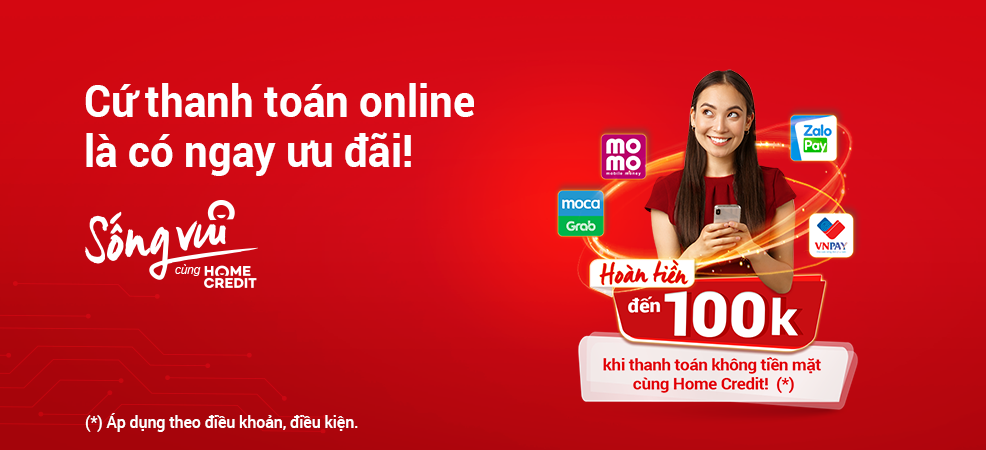 Cứ thanh toán online
là có ngay ưu đãi!
Sống vui
cùng HOME
CREDIT
mo
mo
mobile money
moca
Grab
Zalo
Pay
VNPAY
Hoàn tiền
đến 100k
khi thanh toán không tiền mặt
cùng Home Credit! (*)
(*) Áp dụng theo điều khoản, điều kiện.